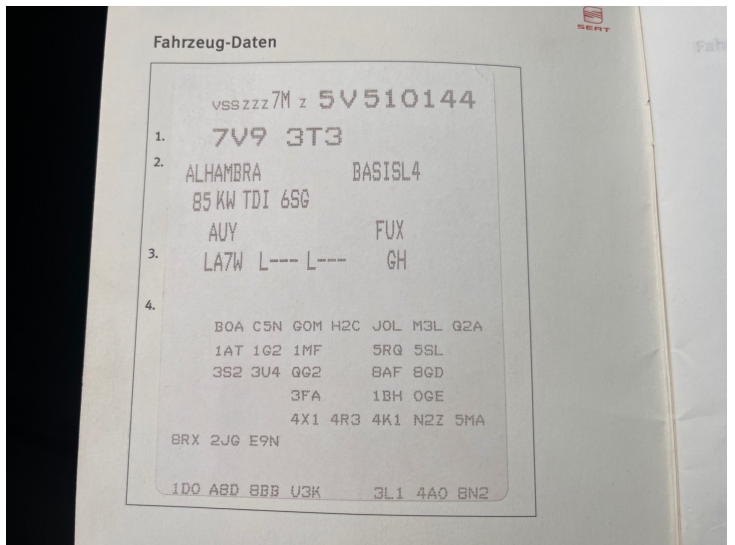 SEAT
Fahrzeug-Daten
VSSZZZ7M Z 5V510144
1. 7V9 3T3
2. ALHAMBRA BASISL4
85 KW TDI 6SG
AUY FUX
3. LA7W L--- L--- GH
4.
B0A C5N G0M H2C J0L M3L Q2A
1AT 1G2 1MF 5RQ 5SL
3S2 3U4 QG2 8AF 8GD
3FA 1BH 0GE
4X1 4R3 4K1 N2Z 5MA
8RX 2JG E9N
1D0 A8D 8BB U3K 3L1 4A0 8N2